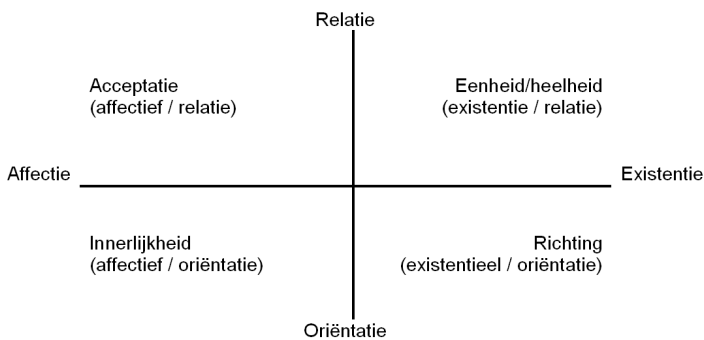 Relatie
Acceptatie
(affectief / relatie)
Eenheid/heelheid
(existentie / relatie)
Affectie
Existentie
Innerlijkheid
(affectief / oriëntatie)
Richting
(existentieel / oriëntatie)
Oriëntatie